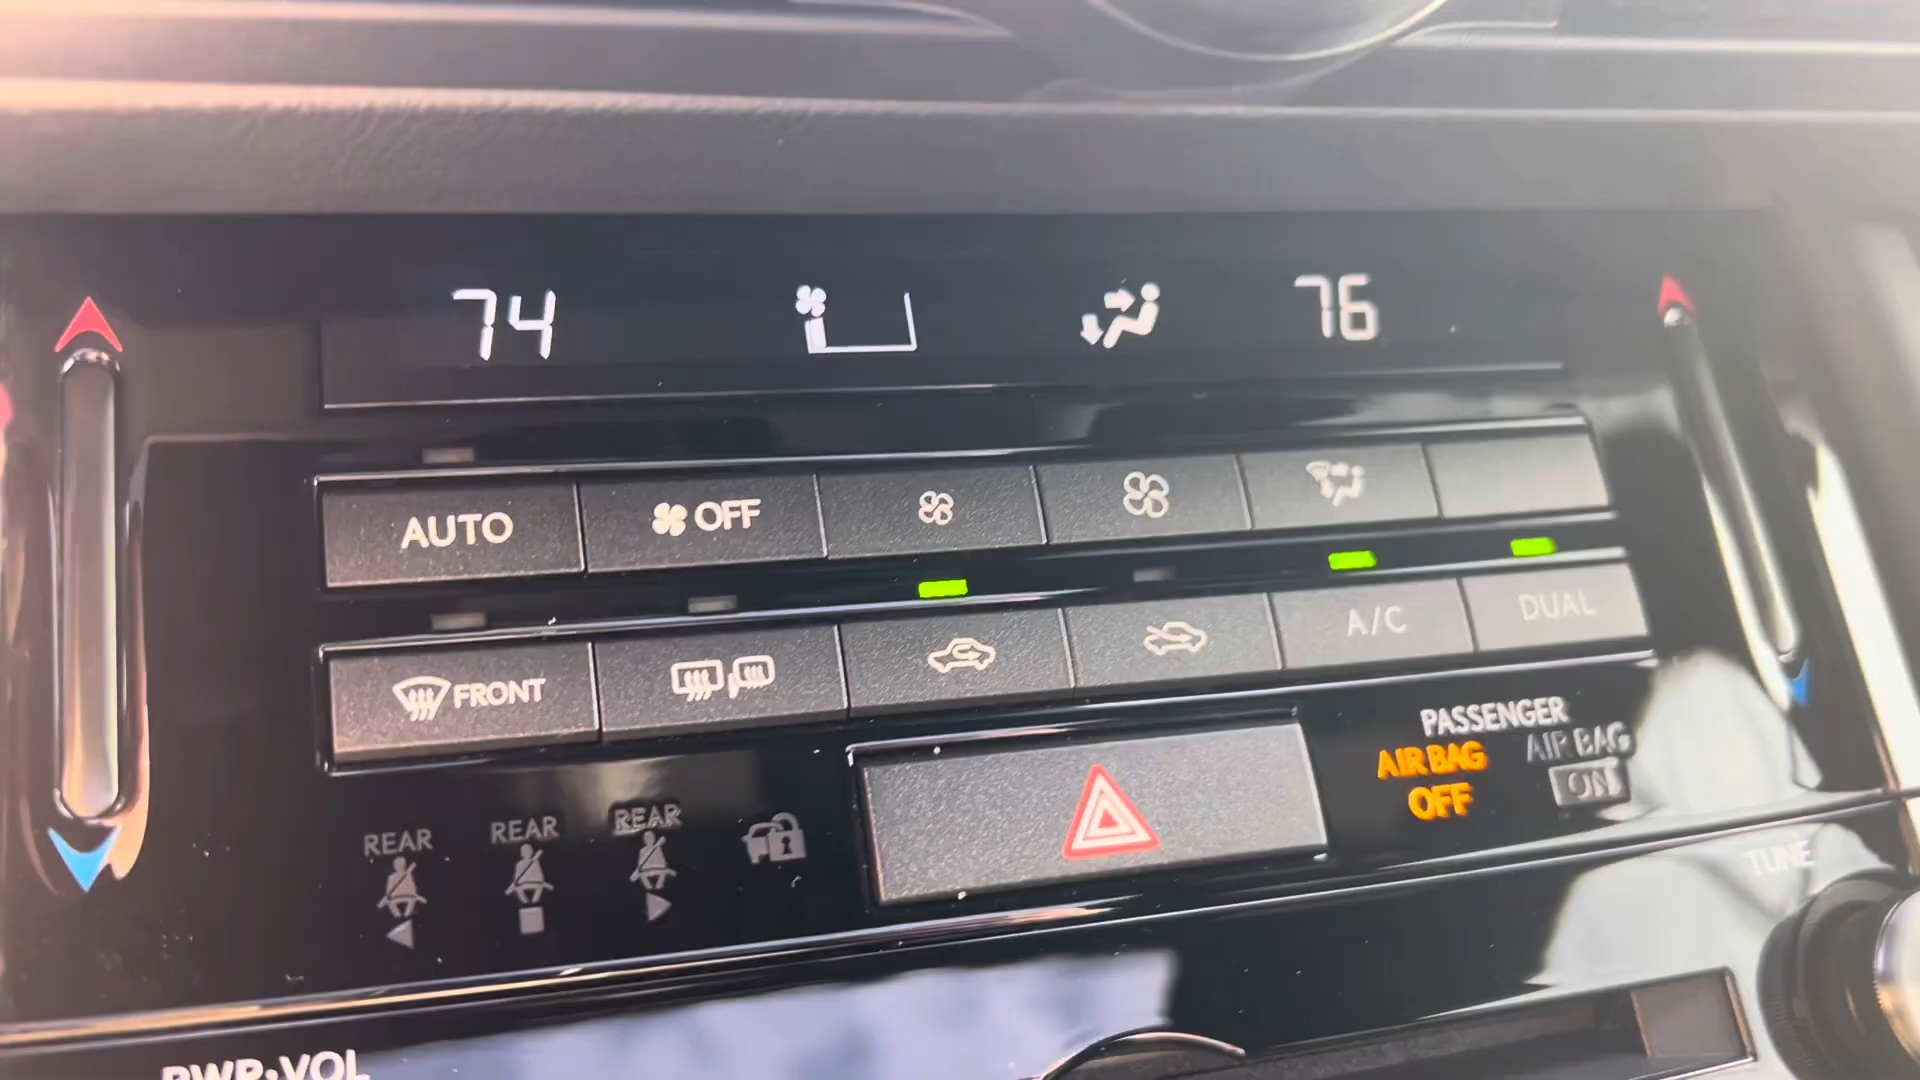 74 76
AUTO OFF
FRONT A/C DUAL
PASSENGER
AIR BAG OFF AIR BAG ON
REAR REAR REAR
TUNE
PWR•VOL